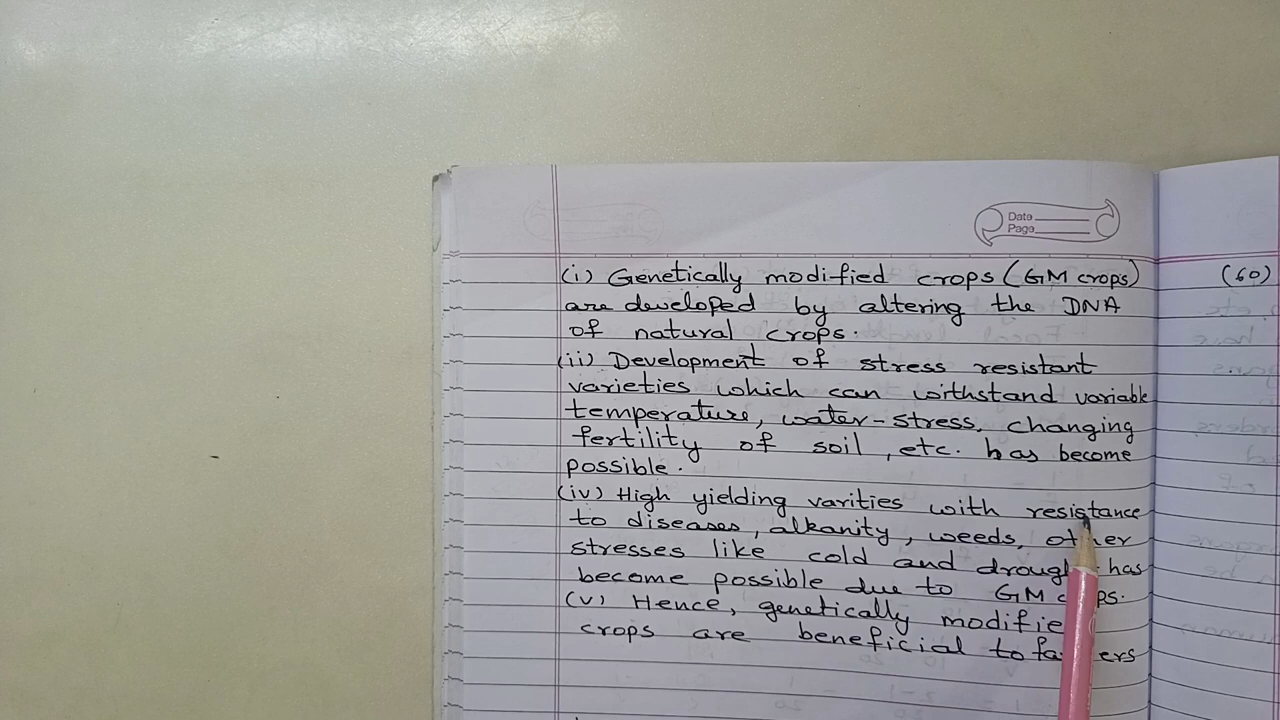 Date
Page
(i) Genetically modified crops (GM crops)
are developed by altering the DNA
of natural crops.
(ii) Development of stress resistant
varieties which can withstand variable
temperature, water-stress, changing
fertility of soil, etc. has become
possible.
(iv) High yielding varities with resistance
to diseases, alkanity, weeds, other
stresses like cold and drought has
become possible due to GM crops.
(v) Hence, genetically modified
crops are beneficial to farmers
(60)